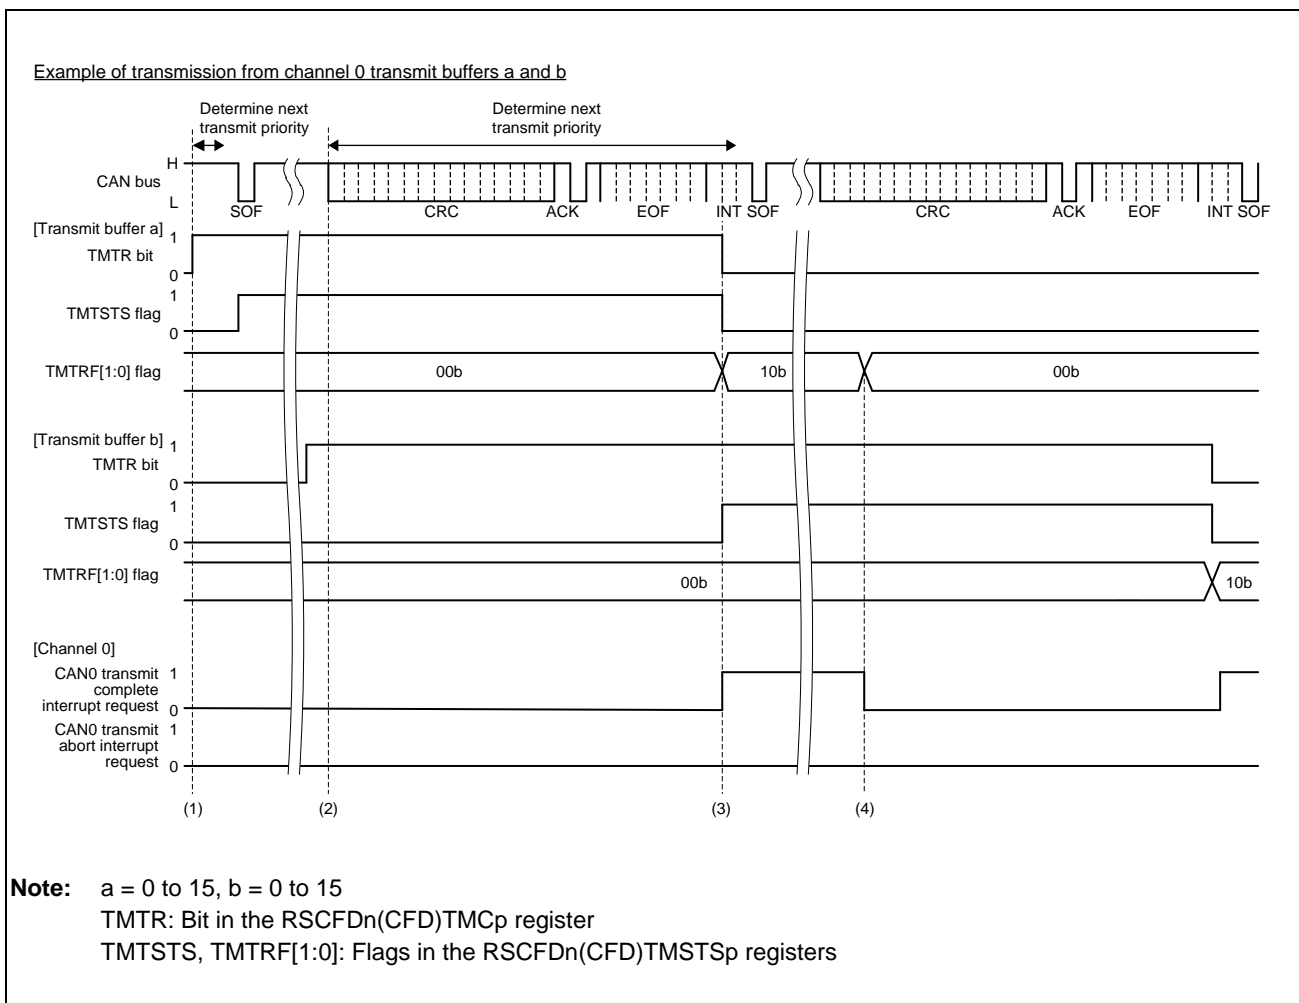 Example of transmission from channel 0 transmit buffers a and b
Determine next
transmit priority
Determine next
transmit priority
H
CAN bus
L
SOF
CRC
ACK
EOF
INT SOF
CRC
ACK
EOF
INT SOF
[Transmit buffer a]
1
TMTR bit
0
1
TMTSTS flag
0
TMTRF[1:0] flag
00b
10b
00b
[Transmit buffer b]
1
TMTR bit
0
1
TMTSTS flag
0
TMTRF[1:0] flag
00b
10b
[Channel 0]
CAN0 transmit 1
complete
interrupt request 0
CAN0 transmit 1
abort interrupt
request 0
(1)
(2)
(3)
(4)
Note: a = 0 to 15, b = 0 to 15
TMTR: Bit in the RSCFDn(CFD)TMCp register
TMTSTS, TMTRF[1:0]: Flags in the RSCFDn(CFD)TMSTSp registers